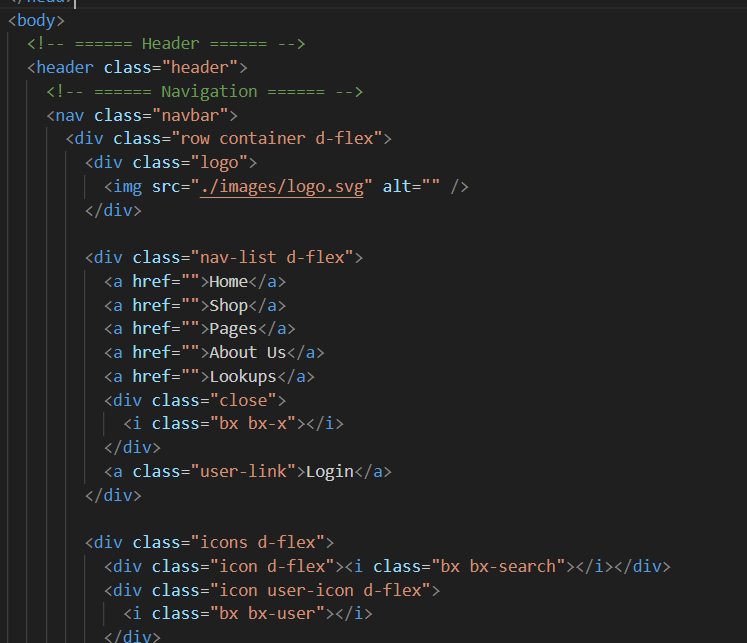 <body>
<!-- ====== Header ====== -->
<header class="header">
<!-- ====== Navigation ====== -->
<nav class="navbar">
<div class="row container d-flex">
<div class="logo">
<img src="./images/logo.svg" alt="" />
</div>
<div class="nav-list d-flex">
<a href="">Home</a>
<a href="">Shop</a>
<a href="">Pages</a>
<a href="">About Us</a>
<a href="">Lookups</a>
<div class="close">
<i class="bx bx-x"></i>
</div>
<a class="user-link">Login</a>
</div>
<div class="icons d-flex">
<div class="icon d-flex"><i class="bx bx-search"></i></div>
<div class="icon user-icon d-flex">
<i class="bx bx-user"></i>
</div>